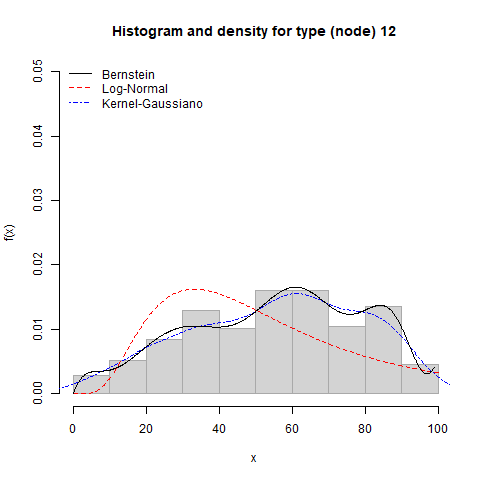 Histogram and density for type (node) 12
Bernstein
Log-Normal
Kernel-Gaussiano
f(x)
0.05
0.04
0.03
0.02
0.01
0.00
0 20 40 60 80 100
x